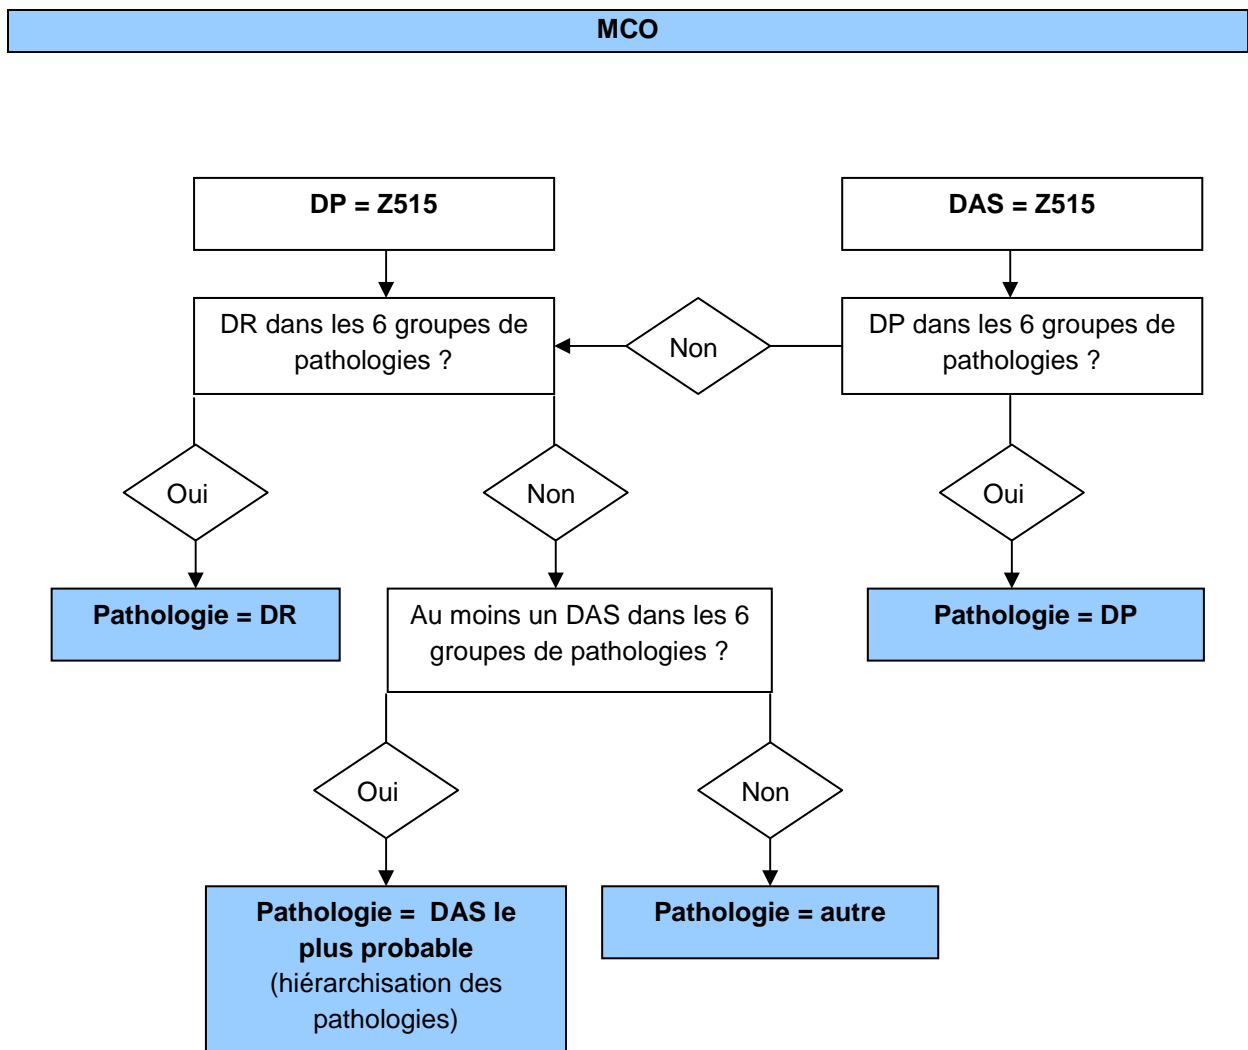 MCO
DP = Z515
DAS = Z515
DR dans les 6 groupes de
pathologies ?
Non
DP dans les 6 groupes de
pathologies ?
Oui
Non
Oui
Pathologie = DR
Au moins un DAS dans les 6
groupes de pathologies ?
Pathologie = DP
Oui
Non
Pathologie = DAS le
plus probable
(hiérarchisation des
pathologies)
Pathologie = autre